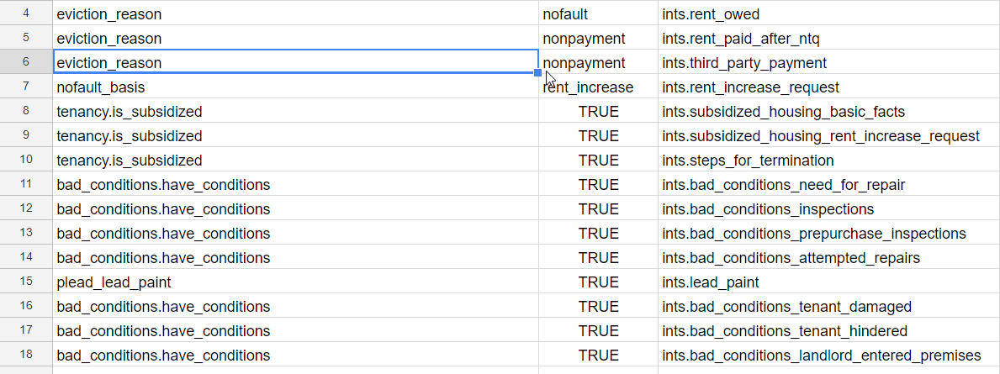 4 eviction_reason nofault ints.rent_owed
5 eviction_reason nonpayment ints.rent_paid_after_ntq
6 eviction_reason nonpayment ints.third_party_payment
7 nofault_basis rent_increase ints.rent_increase_request
8 tenancy.is_subsidized TRUE ints.subsidized_housing_basic_facts
9 tenancy.is_subsidized TRUE ints.subsidized_housing_rent_increase_request
10 tenancy.is_subsidized TRUE ints.steps_for_termination
11 bad_conditions.have_conditions TRUE ints.bad_conditions_need_for_repair
12 bad_conditions.have_conditions TRUE ints.bad_conditions_inspections
13 bad_conditions.have_conditions TRUE ints.bad_conditions_prepurchase_inspections
14 bad_conditions.have_conditions TRUE ints.bad_conditions_attempted_repairs
15 plead_lead_paint TRUE ints.lead_paint
16 bad_conditions.have_conditions TRUE ints.bad_conditions_tenant_damaged
17 bad_conditions.have_conditions TRUE ints.bad_conditions_tenant_hindered
18 bad_conditions.have_conditions TRUE ints.bad_conditions_landlord_entered_premises